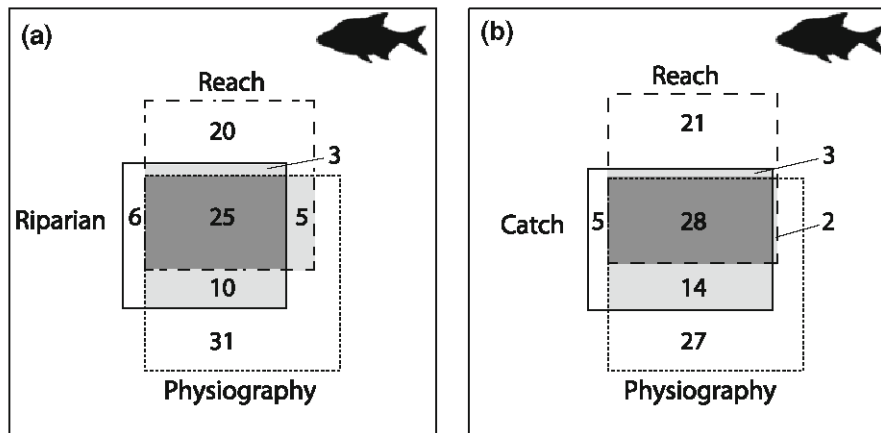 (a)
Reach
20
3
Riparian 6 25 5
10
31
Physiography
(b)
Reach
21
3
Catch 5 28 2
14
27
Physiography